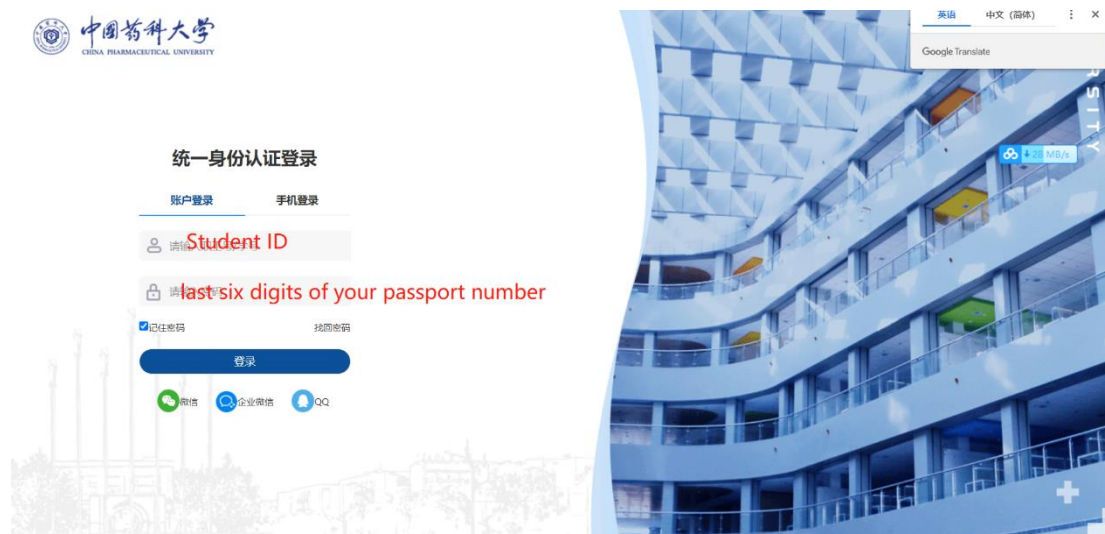 中国药科大学
CHINA PHARMACEUTICAL UNIVERSITY
英语 中文 (简体)
Google Translate
RSITY
28 MB/s
统一身份认证登录
账户登录 手机登录
Student ID
last six digits of your passport number
记住密码 找回密码
登录
微信 企业微信 QQ